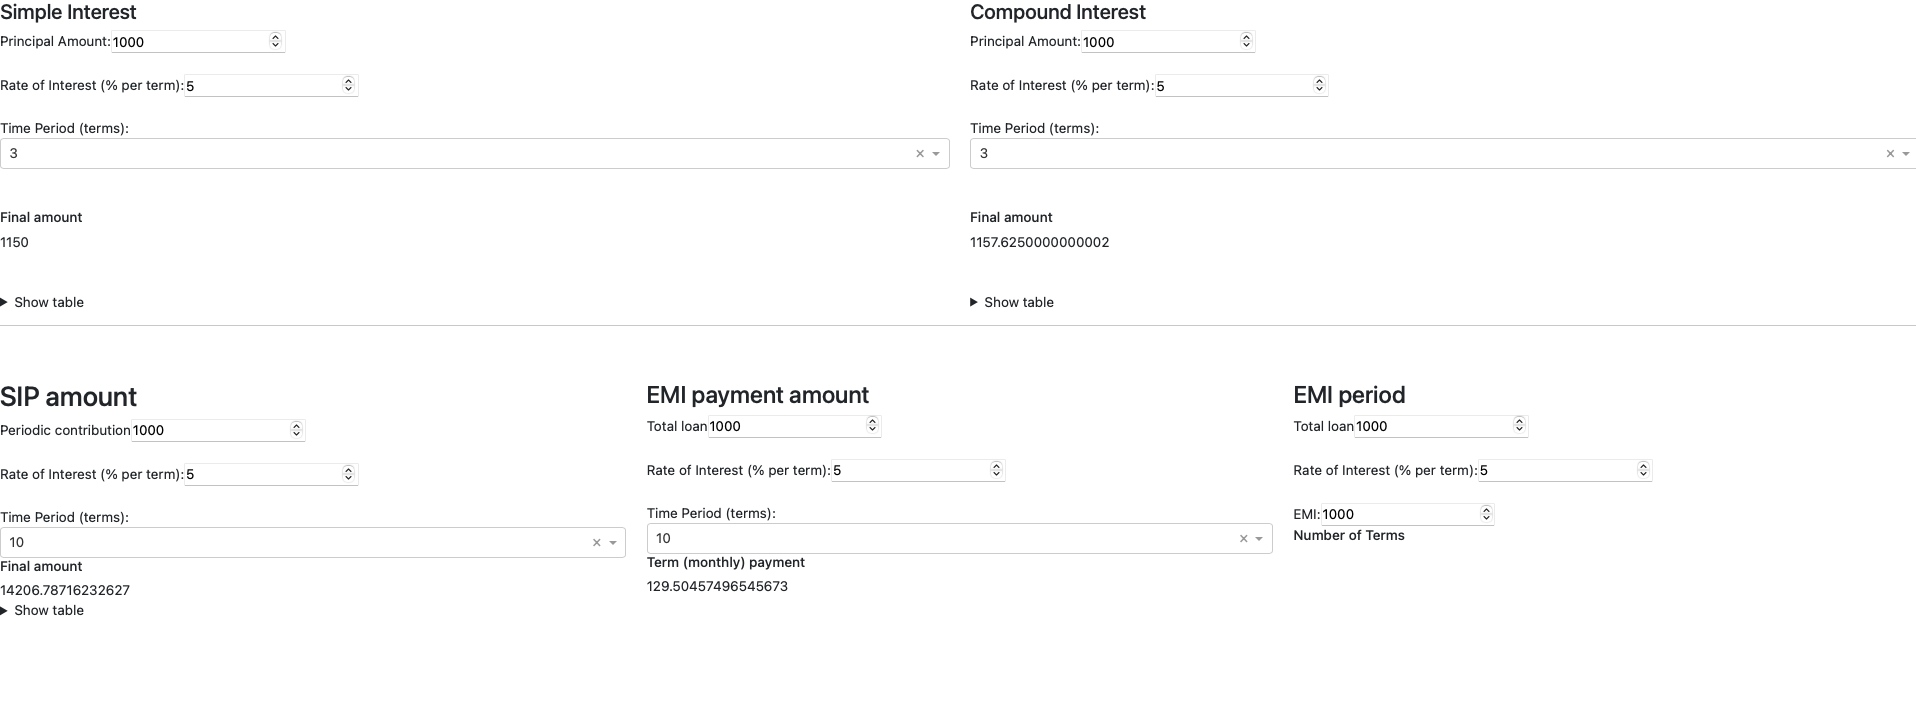 Simple Interest
Principal Amount: 1000
Rate of Interest (% per term): 5
Time Period (terms):
3
Final amount
1150
Show table
Compound Interest
Principal Amount: 1000
Rate of Interest (% per term): 5
Time Period (terms):
3
Final amount
1157.6250000000002
Show table
SIP amount
Periodic contribution 1000
Rate of Interest (% per term): 5
Time Period (terms):
10
Final amount
14206.78716232627
Show table
EMI payment amount
Total loan 1000
Rate of Interest (% per term): 5
Time Period (terms):
10
Term (monthly) payment
129.50457496545673
EMI period
Total loan 1000
Rate of Interest (% per term): 5
EMI: 1000
Number of Terms